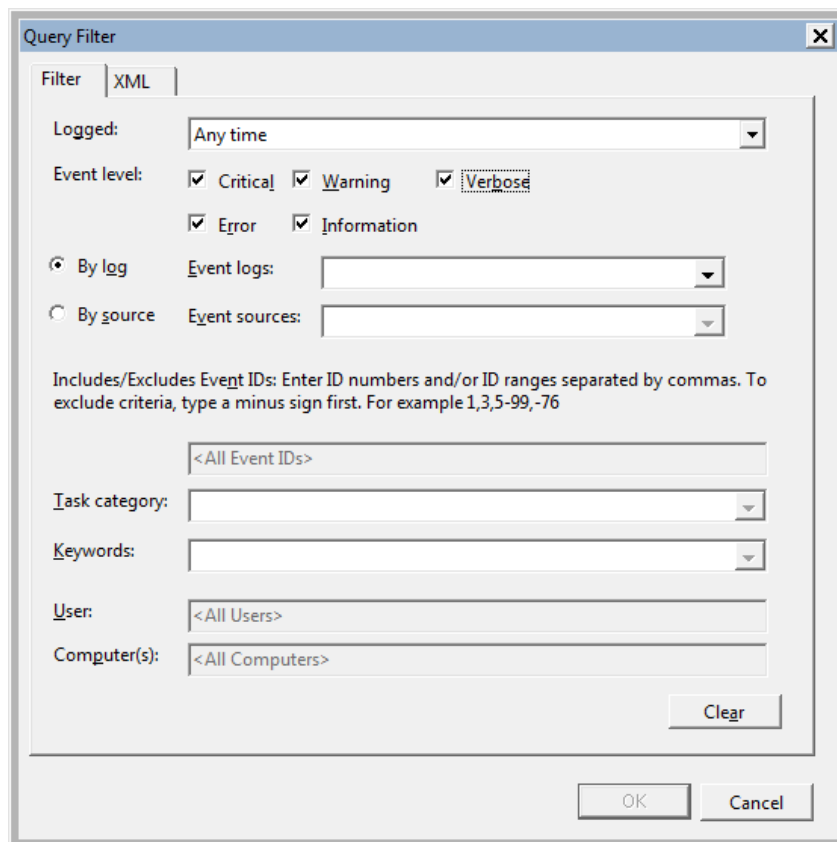 Query Filter
Filter XML
Logged: Any time
Event level: Critical Warning Verbose
Error Information
By log Event logs:
By source Event sources:
Includes/Excludes Event IDs: Enter ID numbers and/or ID ranges separated by commas. To
exclude criteria, type a minus sign first. For example 1,3,5-99,-76
<All Event IDs>
Task category:
Keywords:
User: <All Users>
Computer(s): <All Computers>
Clear
OK Cancel